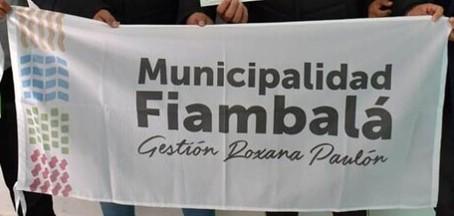 Municipalidad
Fiambalá
Gestión Roxana Paulón